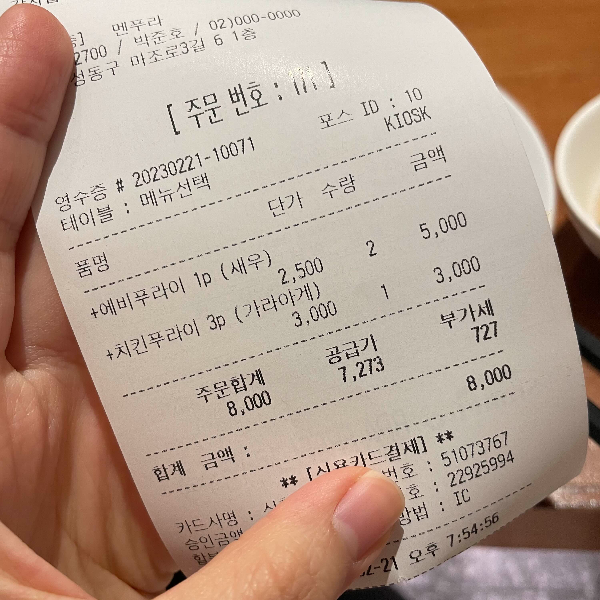 멘푸라
2700 / 박준호 / 02)000-0000
성동구 마조로3길 6 1층
[ 주문번호 : ]
포스 ID : 10
영수증 # 20230221-10071
KIOSK
테이블 : 메뉴선택
품명 단가 수량 금액
+에비푸라이 1p (새우)
2,500 2 5,000
+치킨푸라이 3p (가라아게)
3,000 1 3,000
주문합계 공급가 부가세
8,000 7,273 727
합계 금액 : 8,000
** [신용카드결제] **
카드사명 :
번호 : 51073767
승인금액
호 : 22925994
방법 : IC
02-21 오후 7:54:56